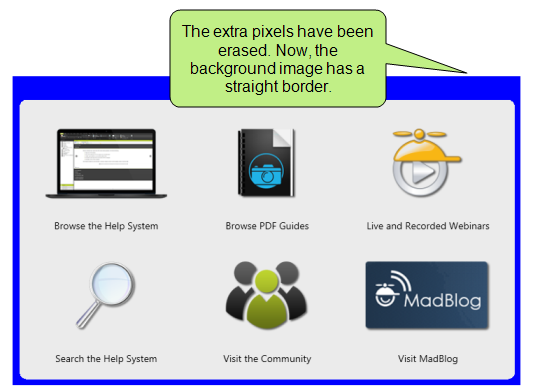 The extra pixels have been
erased. Now, the
background image has a
straight border.
Browse the Help System
Browse PDF Guides
Live and Recorded Webinars
MadBlog
Search the Help System
Visit the Community
Visit MadBlog